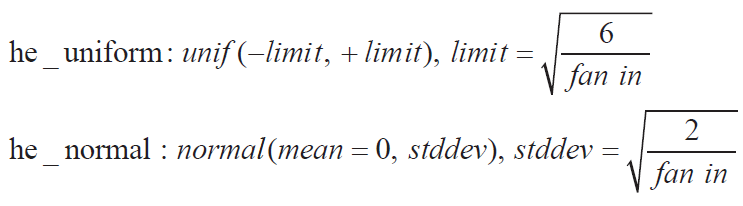 he _ uniform: unif (−limit, + limit), limit = √(6 / fan in)
he _ normal : normal(mean = 0, stddev), stddev = √(2 / fan in)